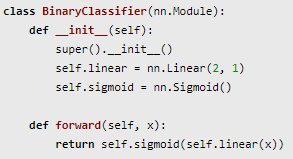 class BinaryClassifier(nn.Module):
    def __init__(self):
        super().__init__()
        self.linear = nn.Linear(2, 1)
        self.sigmoid = nn.Sigmoid()

    def forward(self, x):
        return self.sigmoid(self.linear(x))